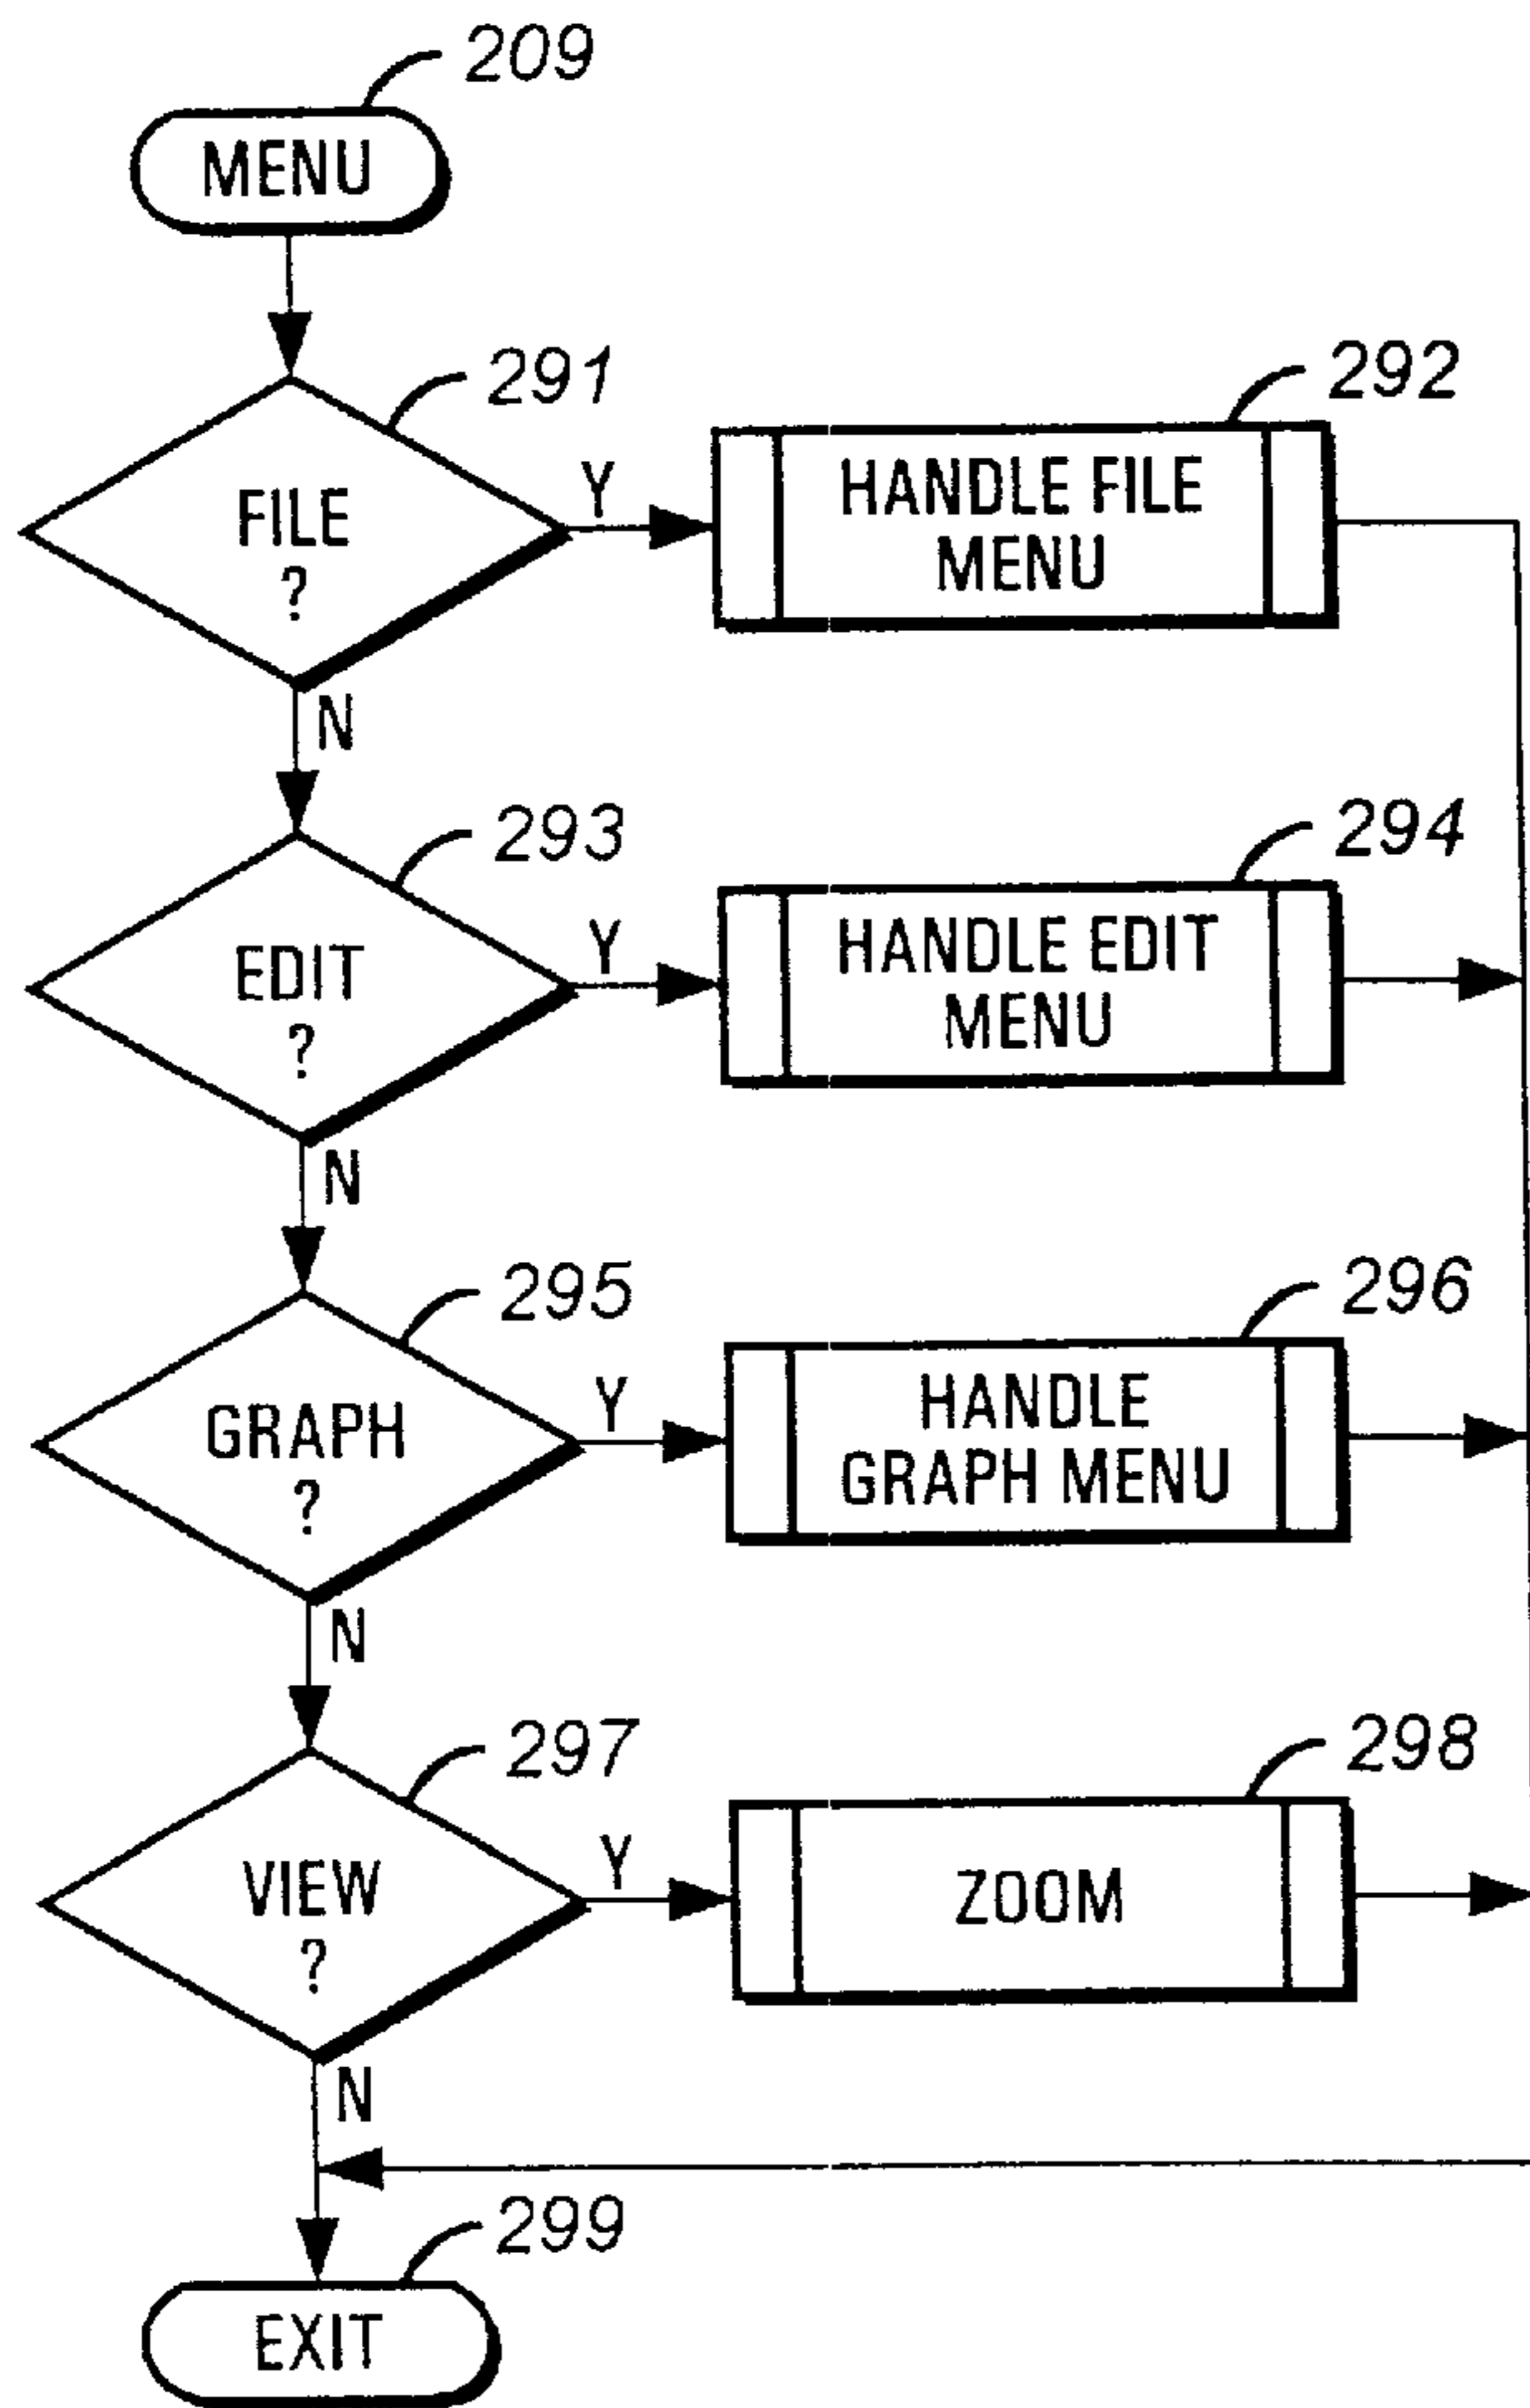 209
MENU
291
FILE
?
Y
292
HANDLE FILE
MENU
N
293
EDIT
?
Y
294
HANDLE EDIT
MENU
N
295
GRAPH
?
Y
296
HANDLE
GRAPH MENU
N
297
VIEW
?
Y
298
ZOOM
N
299
EXIT